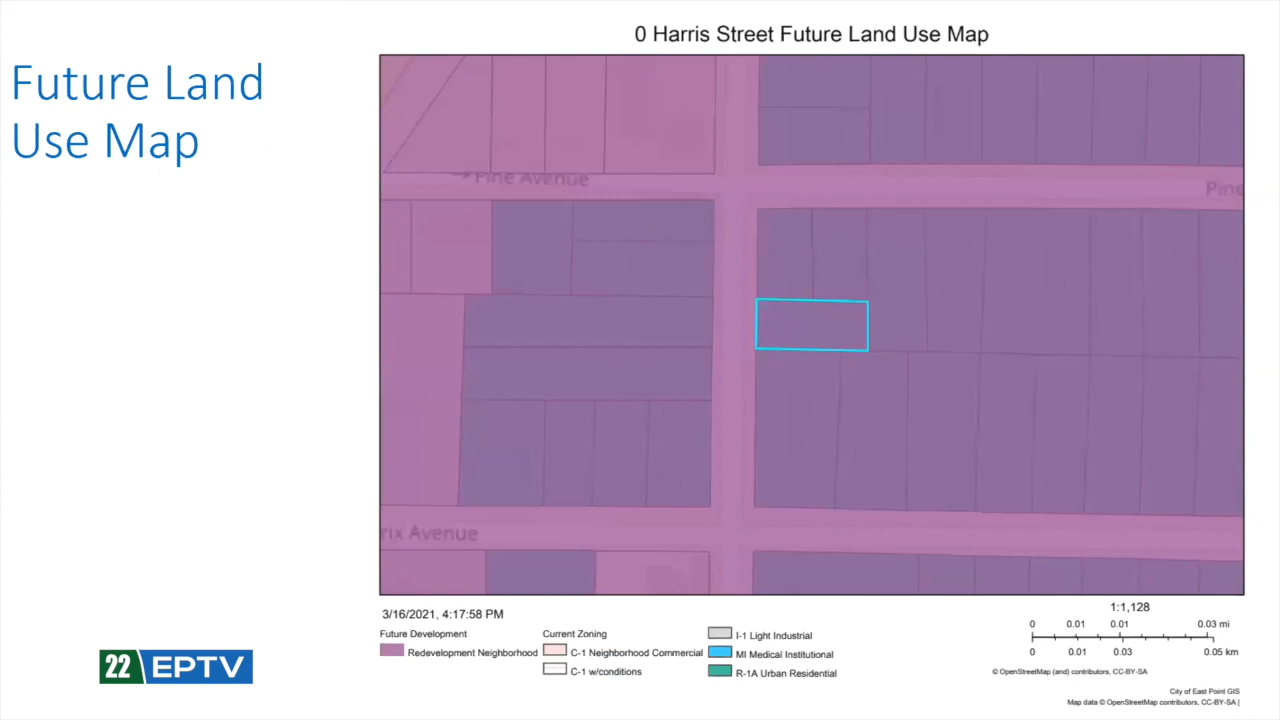 0 Harris Street Future Land Use Map
Future Land
Use Map
Pine Avenue
Pine
rix Avenue
3/16/2021, 4:17:58 PM
1:1,128
0 0.01 0.01 0.03 mi
0 0.01 0.03 0.05 km
Future Development
Redevelopment Neighborhood
Current Zoning
C-1 Neighborhood Commercial
C-1 w/conditions
I-1 Light Industrial
MI Medical Institutional
R-1A Urban Residential
© OpenStreetMap (and) contributors, CC-BY-SA
City of East Point GIS
Map data © OpenStreetMap contributors, CC-BY-SA |
22 EPTV